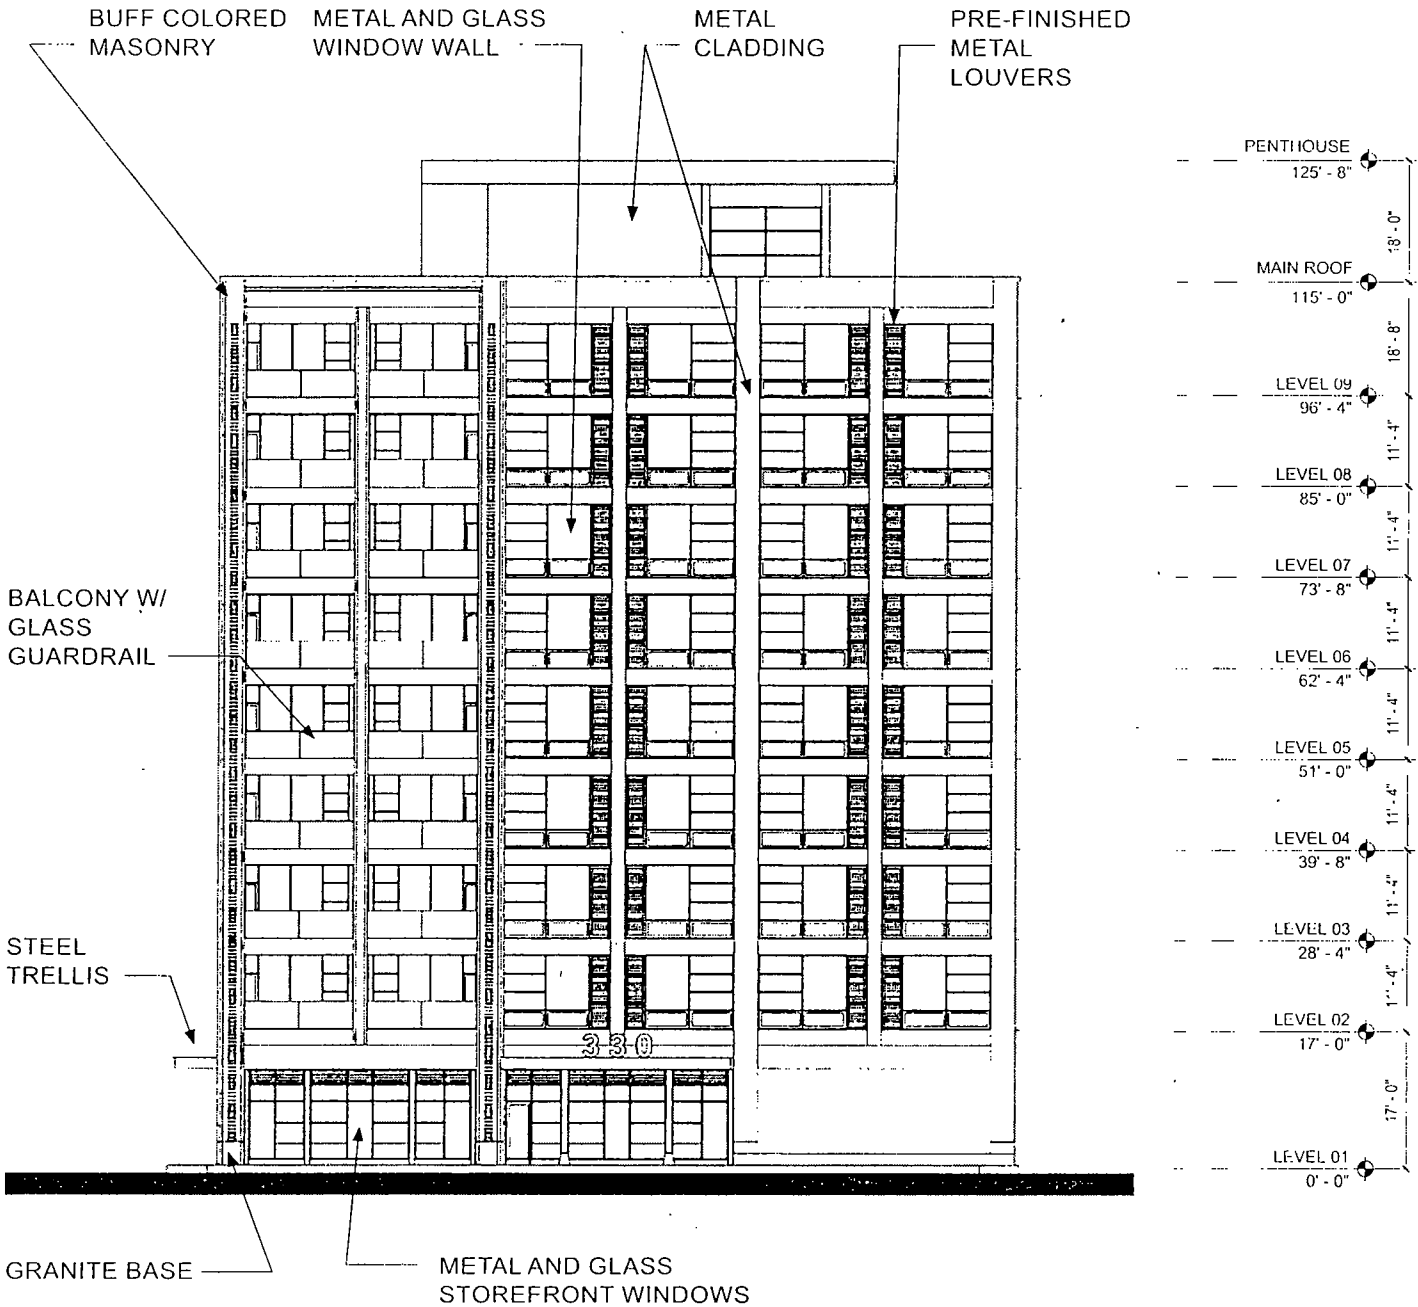 BUFF COLORED
MASONRY
METAL AND GLASS
WINDOW WALL
METAL
CLADDING
PRE-FINISHED
METAL
LOUVERS
PENTHOUSE
125' - 8"
18'- 0"
MAIN ROOF
115' - 0"
18' - 8"
LEVEL 09
96' - 4"
11' - 4"
LEVEL 08
85' - 0"
11' - 4"
LEVEL 07
73' - 8"
11' - 4"
LEVEL 06
62' - 4"
11' - 4"
LEVEL 05
51' - 0"
11' - 4"
LEVEL 04
39' - 8"
11' - 4"
LEVEL 03
28' - 4"
11' - 4"
LEVEL 02
17' - 0"
17'- 0"
LEVEL 01
0' - 0"
BALCONY W/
GLASS
GUARDRAIL
STEEL
TRELLIS
330
GRANITE BASE
METAL AND GLASS
STOREFRONT WINDOWS